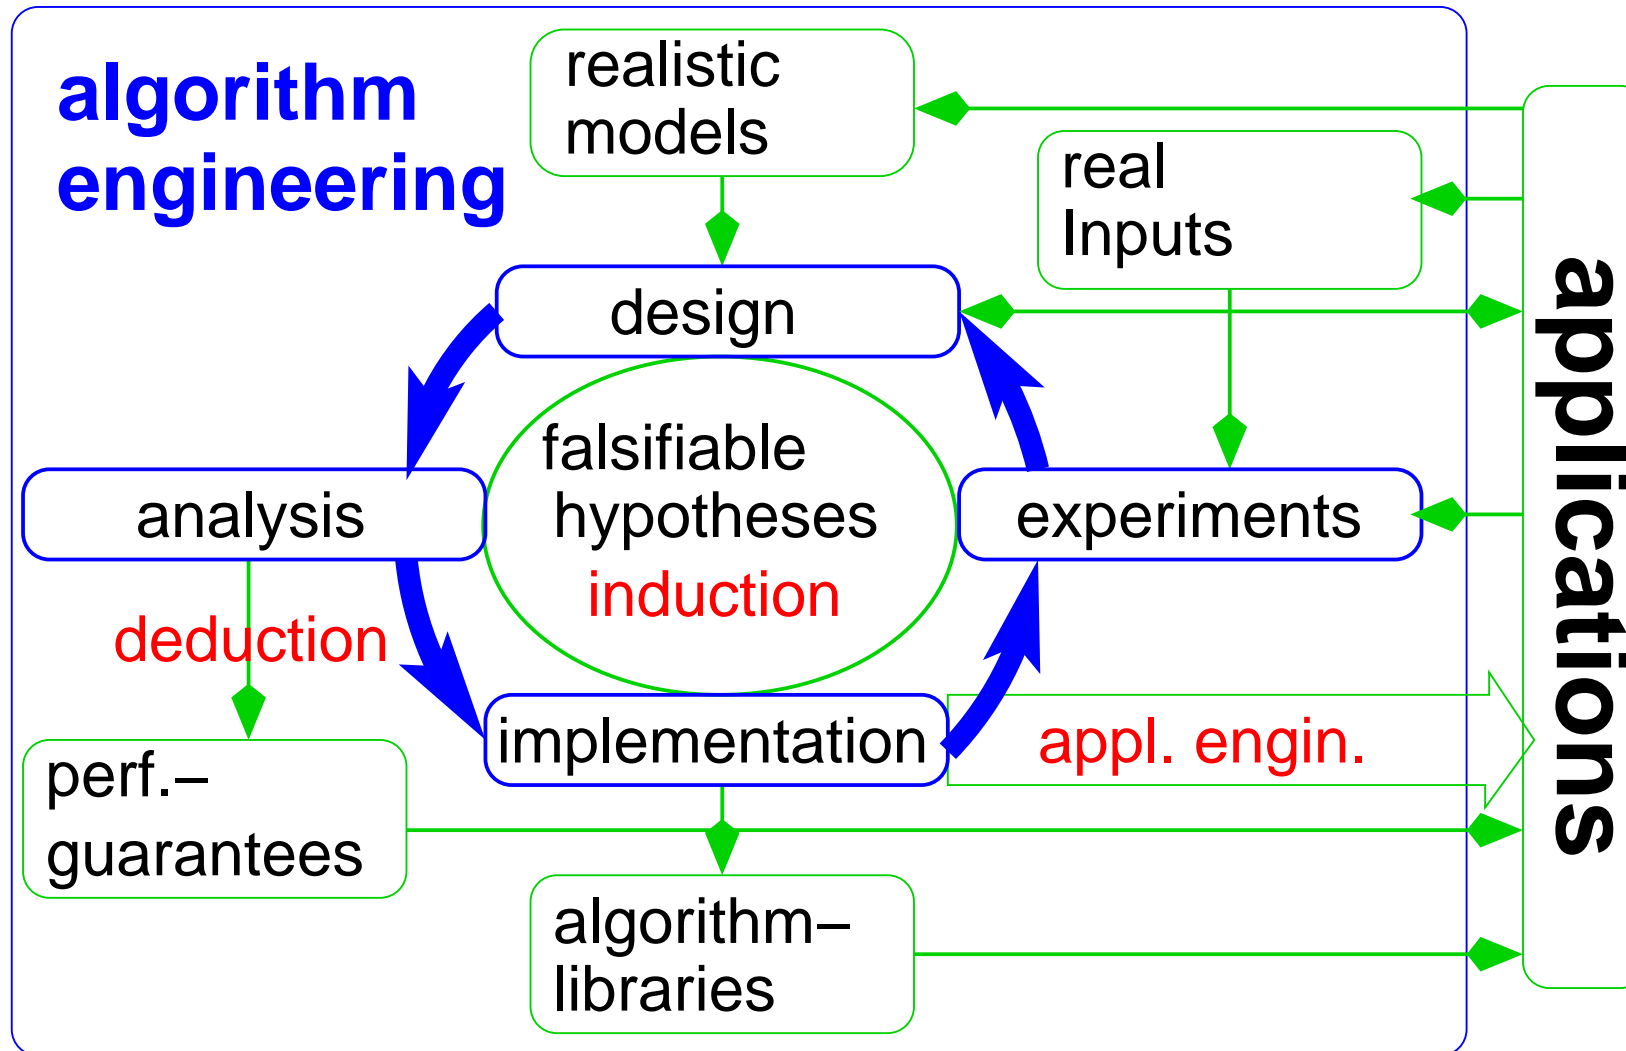 algorithm
engineering
realistic
models
real
Inputs
design
falsifiable
hypotheses
induction
analysis
experiments
deduction
implementation
appl. engin.
perf.–
guarantees
algorithm–
libraries
applications